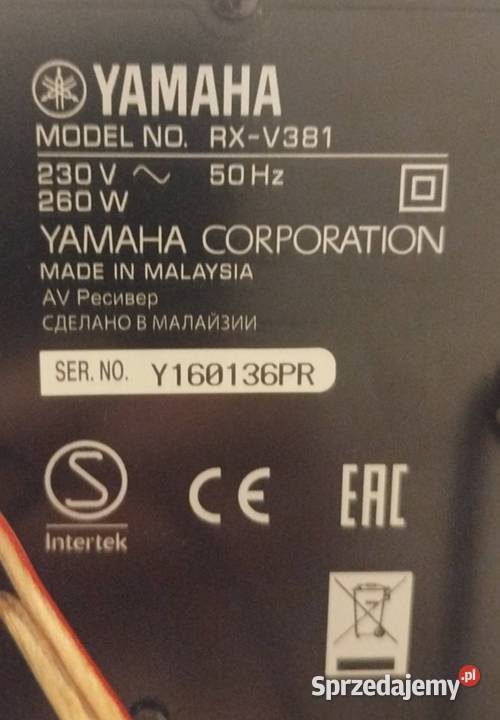 YAMAHA
MODEL NO. RX-V381
230 V ~ 50 Hz
260 W
YAMAHA CORPORATION
MADE IN MALAYSIA
AV Ресивер
СДЕЛАНО В МАЛАЙЗИИ
SER. NO. Y160136PR
S
Intertek
CE
EAC
Sprzedajemy.pl